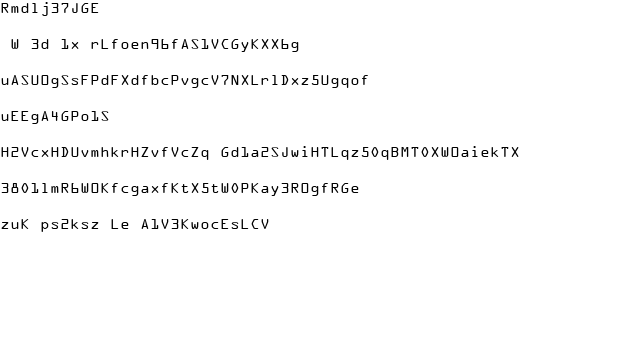 Rmdlj37JGE
W 3d 1x rLfoen96fAS1VCGyKXX6g
uASUOgSsFPdFXdfbcPvgcV7NXLrlDxz5Ugqof
uEEgA4GPo1S
H2VcxHDUvmhkrHZvfVcZq Gd1a2SJwiHTLqz50qBMT0XWOaiekTX
3801lmR6WOKfcgaxfKtX5tW0PKay3ROgfRGe
zuK ps2ksz Le A1V3KwocEsLCV